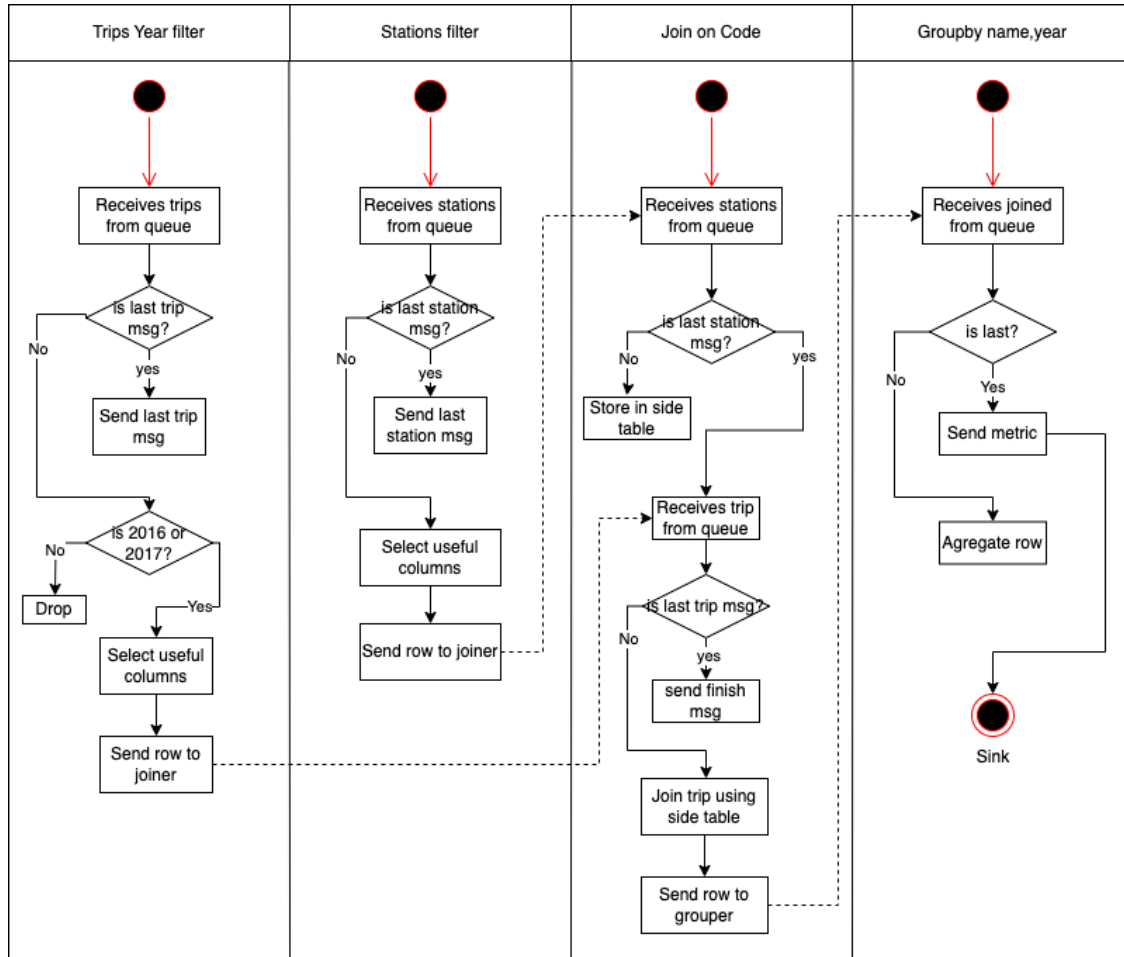 Trips Year filter
Stations filter
Join on Code
Groupby name,year
Receives trips
from queue
is last trip
msg?
No
yes
Send last trip
msg
is 2016 or
2017?
No
Drop
Yes
Select useful
columns
Send row to
joiner
Receives stations
from queue
is last station
msg?
No
yes
Send last
station msg
Select useful
columns
Send row to joiner
Receives stations
from queue
is last station
msg?
No
yes
Store in side
table
Receives trip
from queue
is last trip msg?
No
yes
send finish
msg
Join trip using
side table
Send row to
grouper
Receives joined
from queue
is last?
No
Yes
Send metric
Agregate row
Sink